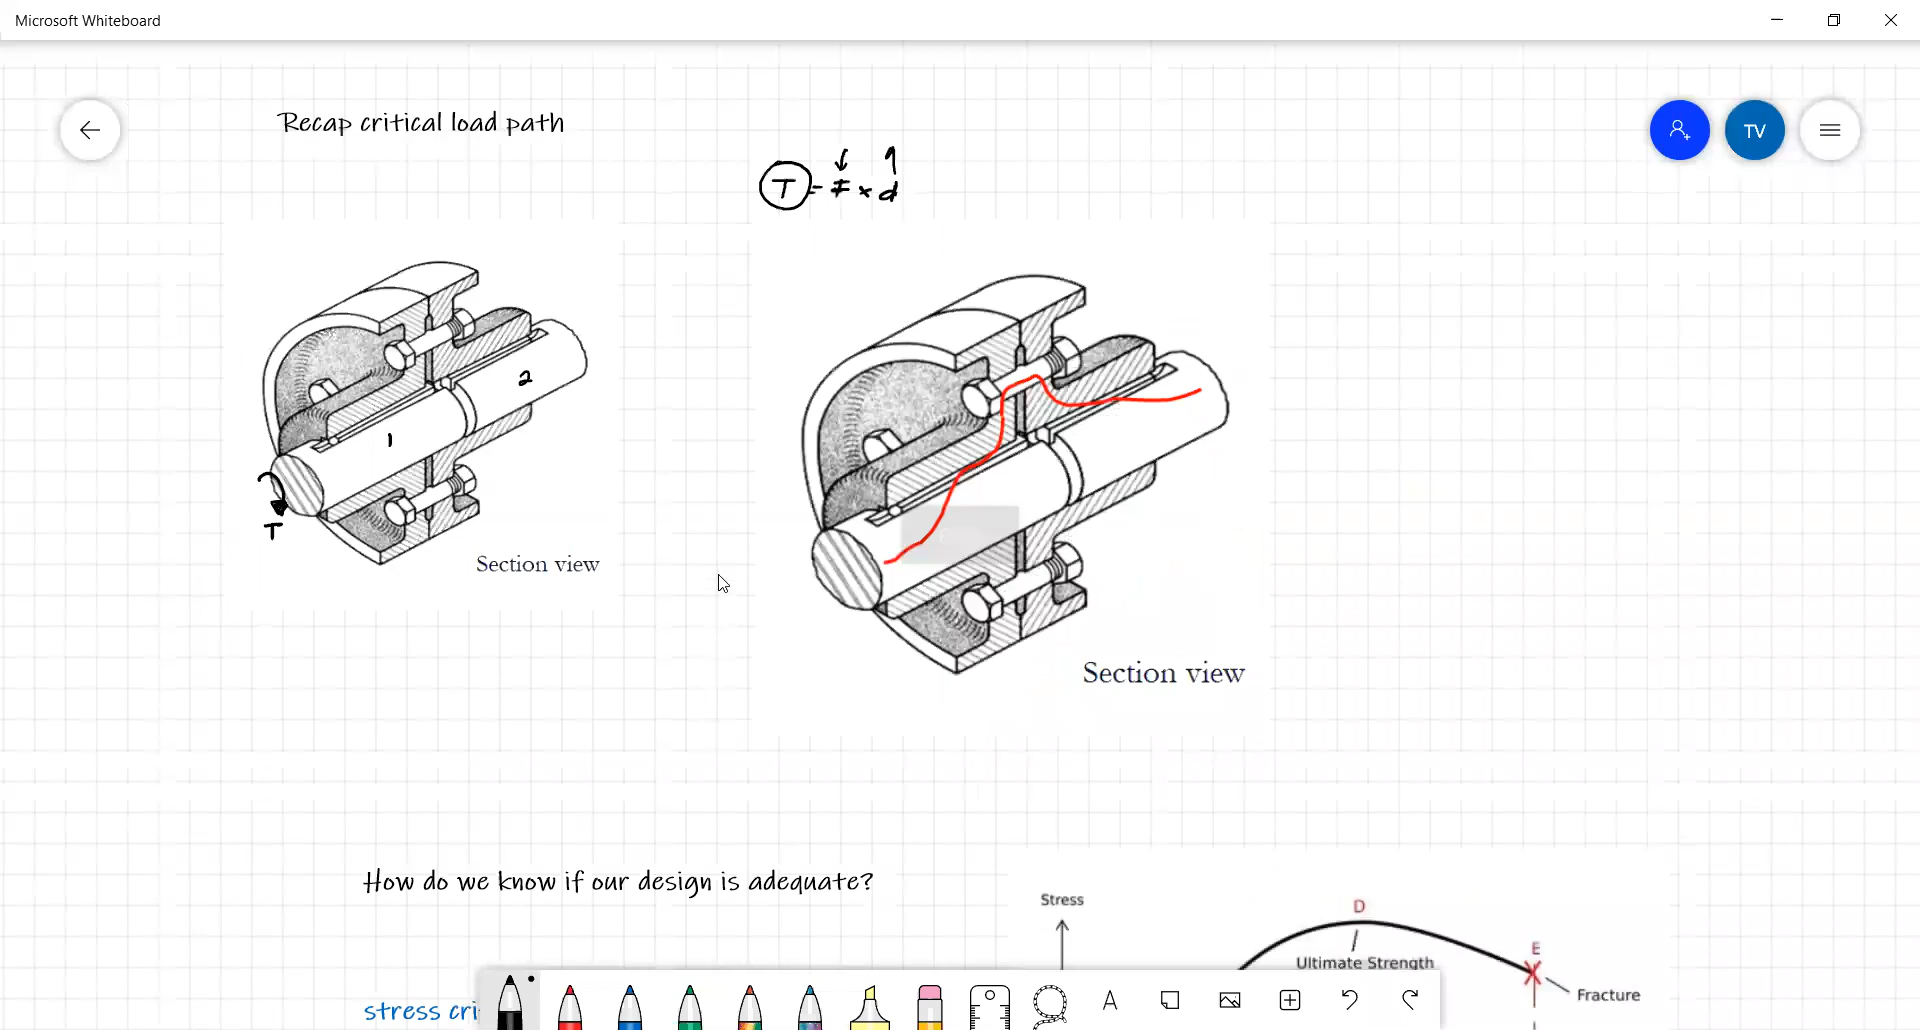 Microsoft Whiteboard
Recap critical load path
TV
T = F x d
1
2
T
Section view
Section view
How do we know if our design is adequate?
Stress
D
E
Ultimate Strength
Fracture
stress cri
A